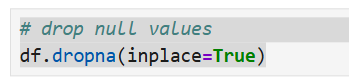 # drop null values
df.dropna(inplace=True)